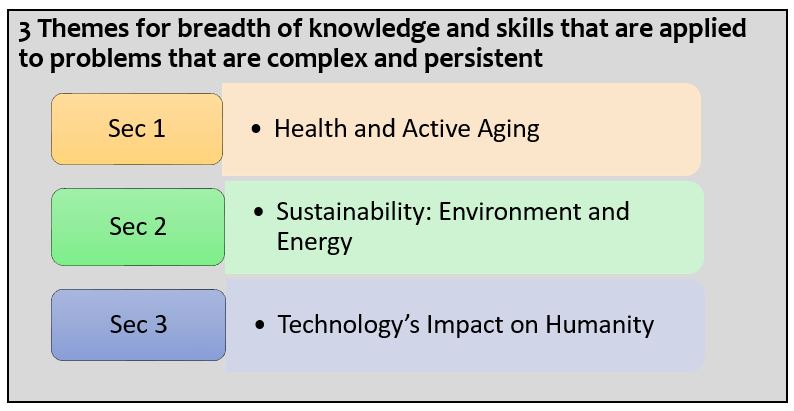 3 Themes for breadth of knowledge and skills that are applied
to problems that are complex and persistent
Sec 1
• Health and Active Aging
Sec 2
• Sustainability: Environment and
Energy
Sec 3
• Technology’s Impact on Humanity